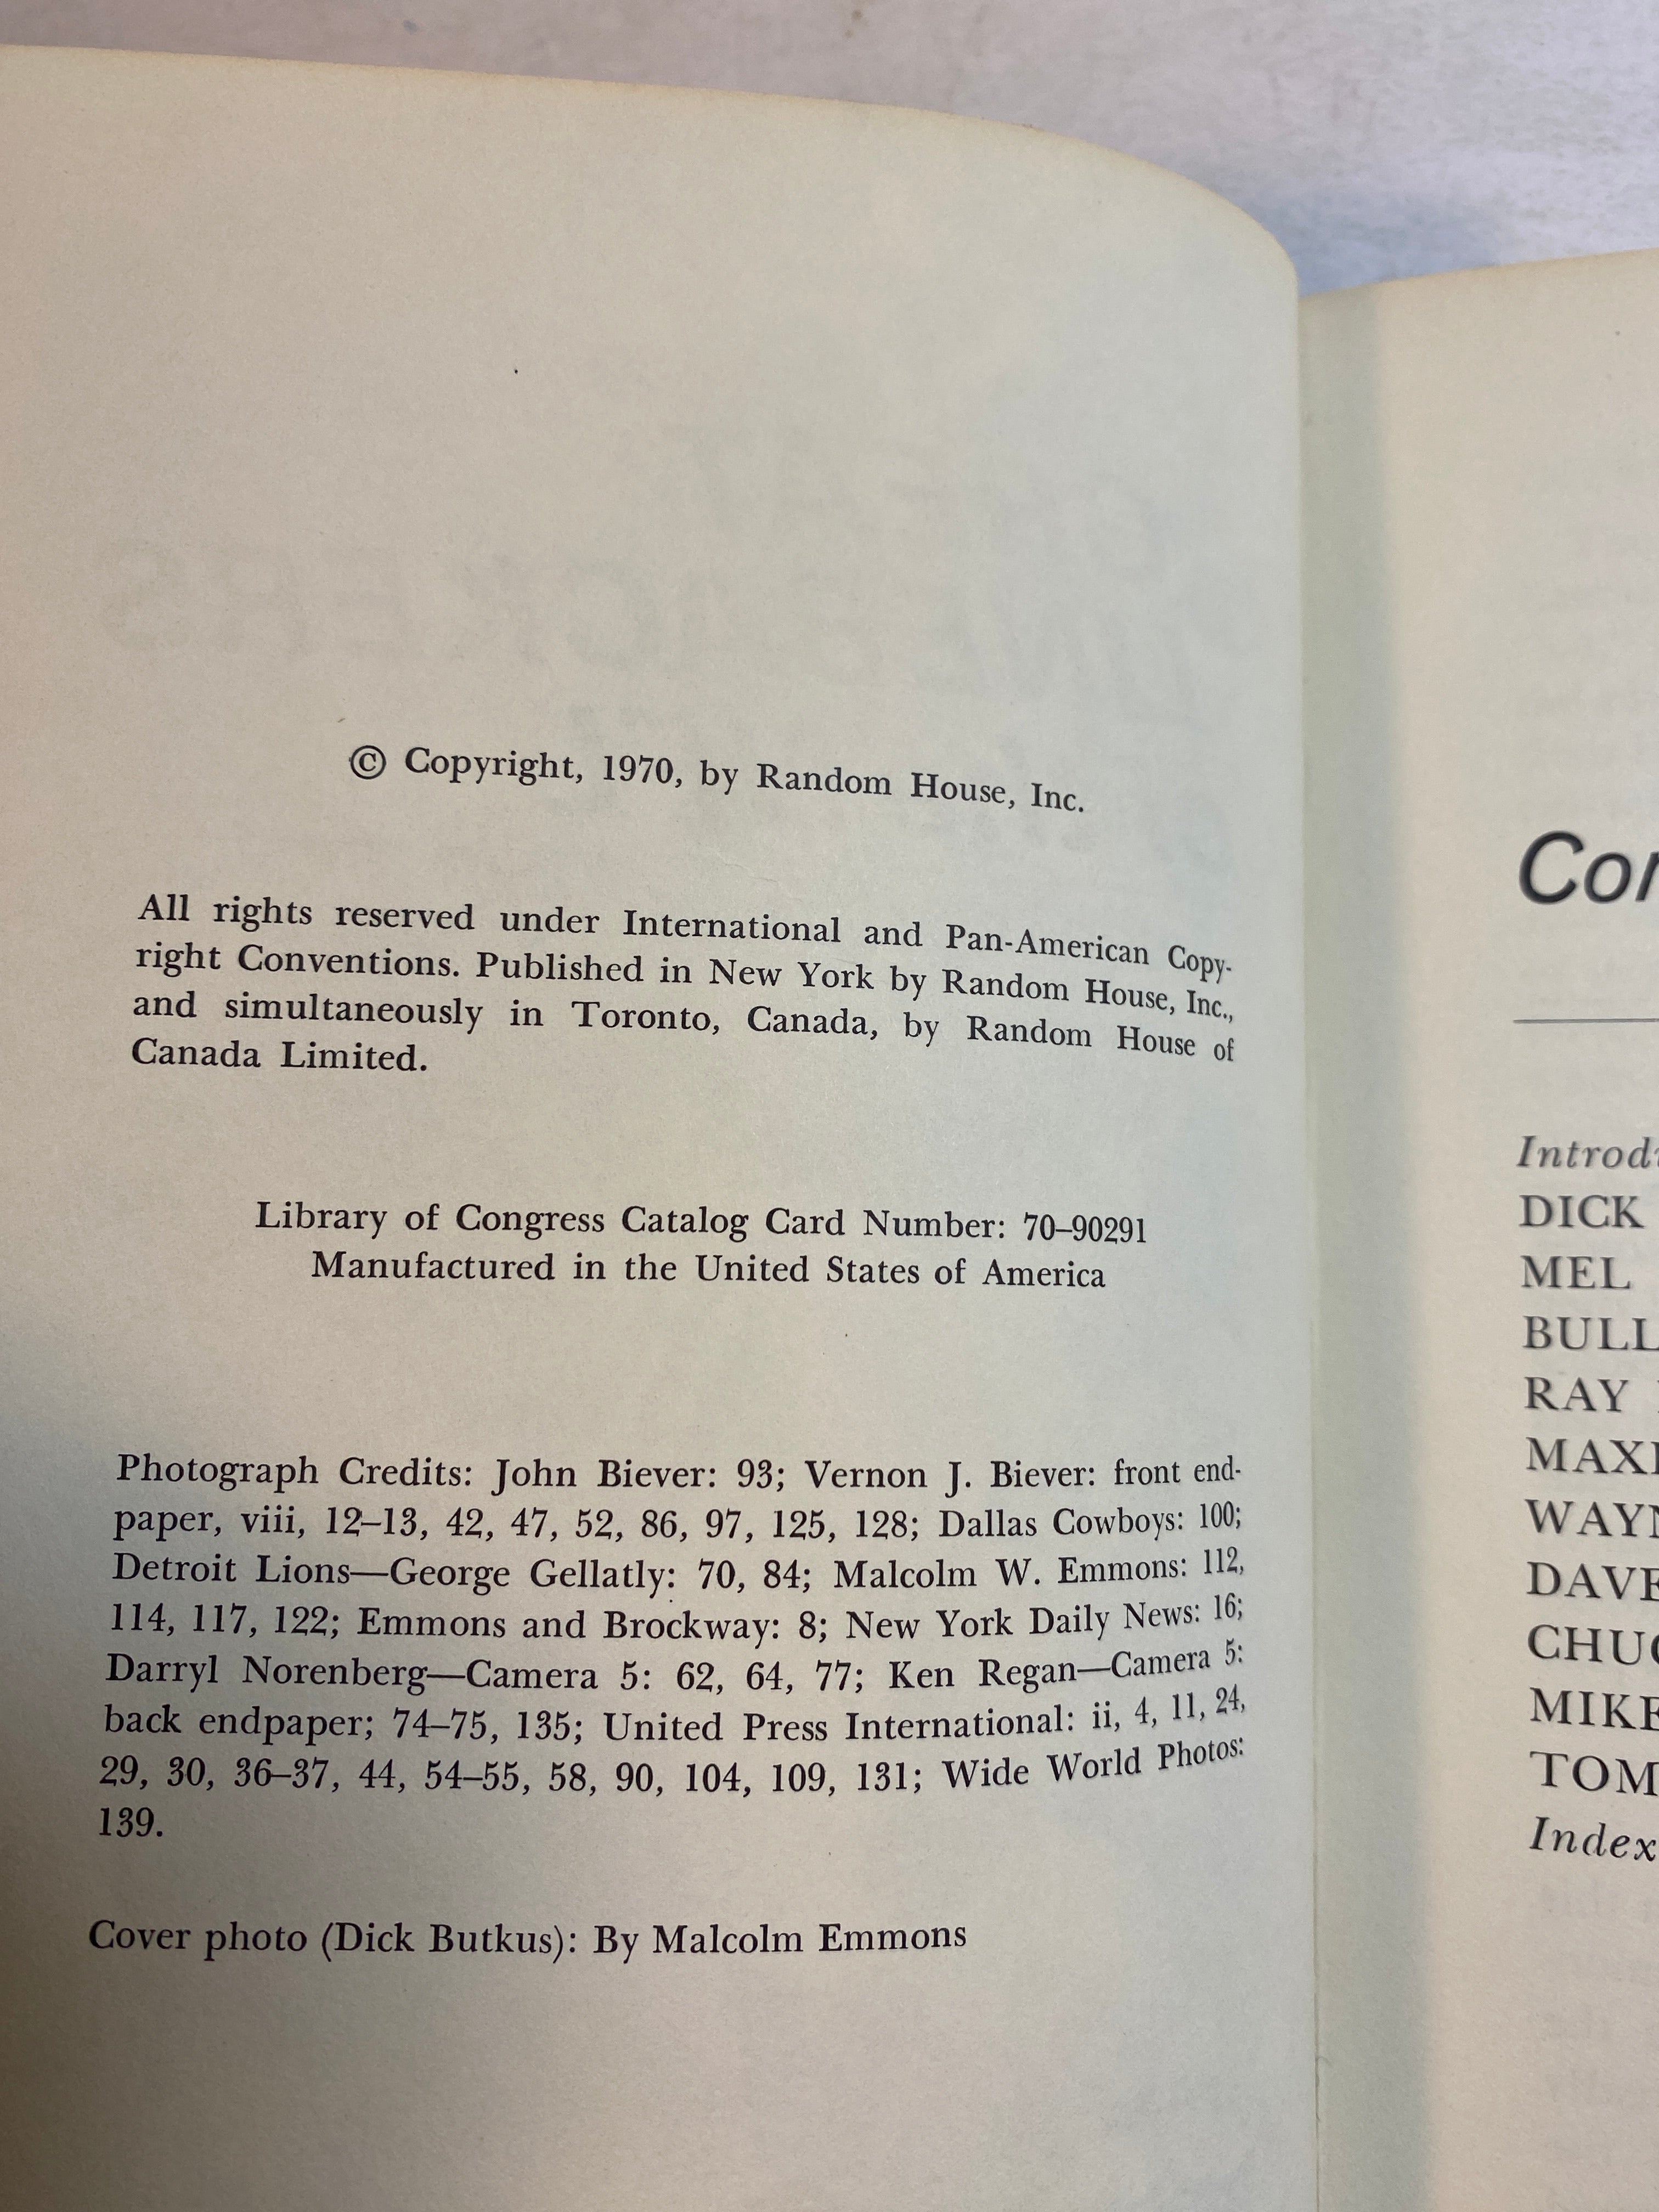 © Copyright, 1970, by Random House, Inc.
All rights reserved under International and Pan-American Copy-
right Conventions. Published in New York by Random House, Inc.,
and simultaneously in Toronto, Canada, by Random House of
Canada Limited.
Library of Congress Catalog Card Number: 70–90291
Manufactured in the United States of America
Photograph Credits: John Biever: 93; Vernon J. Biever: front end-
paper, viii, 12–13, 42, 47, 52, 86, 97, 125, 128; Dallas Cowboys: 100;
Detroit Lions—George Gellatly: 70, 84; Malcolm W. Emmons: 112,
114, 117, 122; Emmons and Brockway: 8; New York Daily News: 16;
Darryl Norenberg—Camera 5: 62, 64, 77; Ken Regan—Camera 5:
back endpaper; 74–75, 135; United Press International: ii, 4, 11, 24,
29, 30, 36–37, 44, 54–55, 58, 90, 104, 109, 131; Wide World Photos:
139.
Cover photo (Dick Butkus): By Malcolm Emmons
DICK
MEL
BULL
RAY
WAYN
DAVE
MIKE
TOM
Index